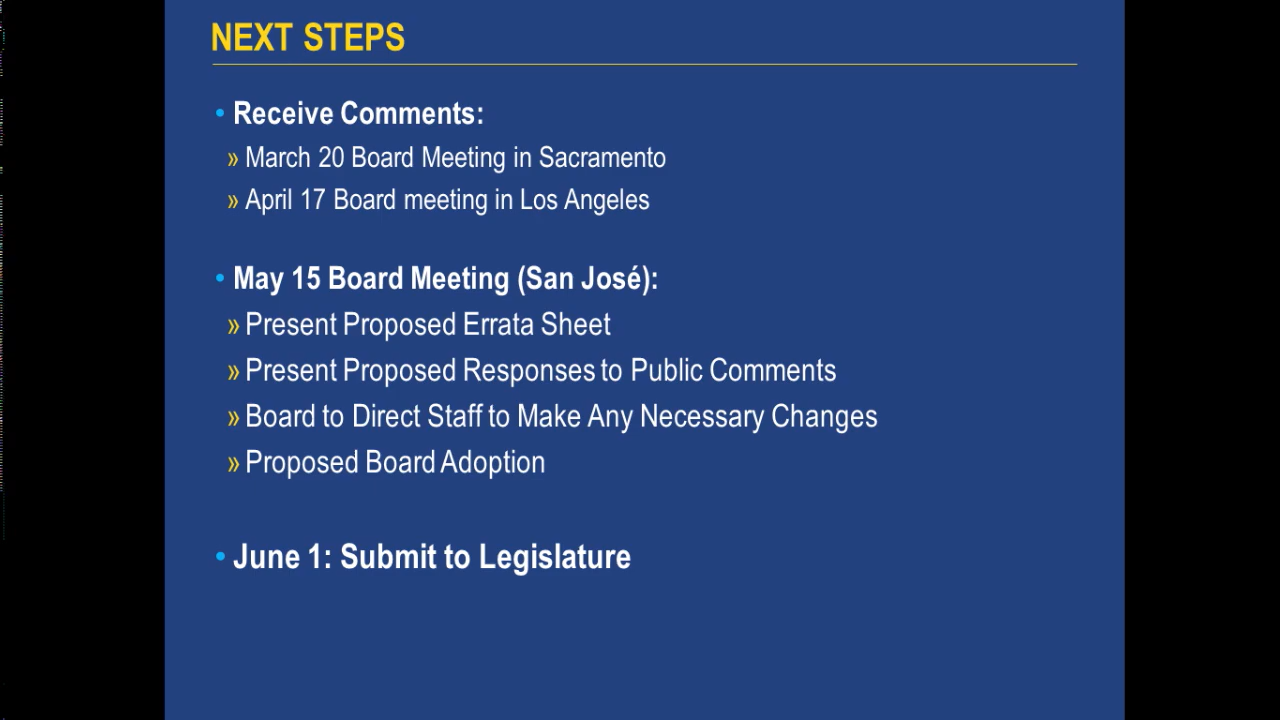 NEXT STEPS
• Receive Comments:
» March 20 Board Meeting in Sacramento
» April 17 Board meeting in Los Angeles
• May 15 Board Meeting (San José):
» Present Proposed Errata Sheet
» Present Proposed Responses to Public Comments
» Board to Direct Staff to Make Any Necessary Changes
» Proposed Board Adoption
• June 1: Submit to Legislature